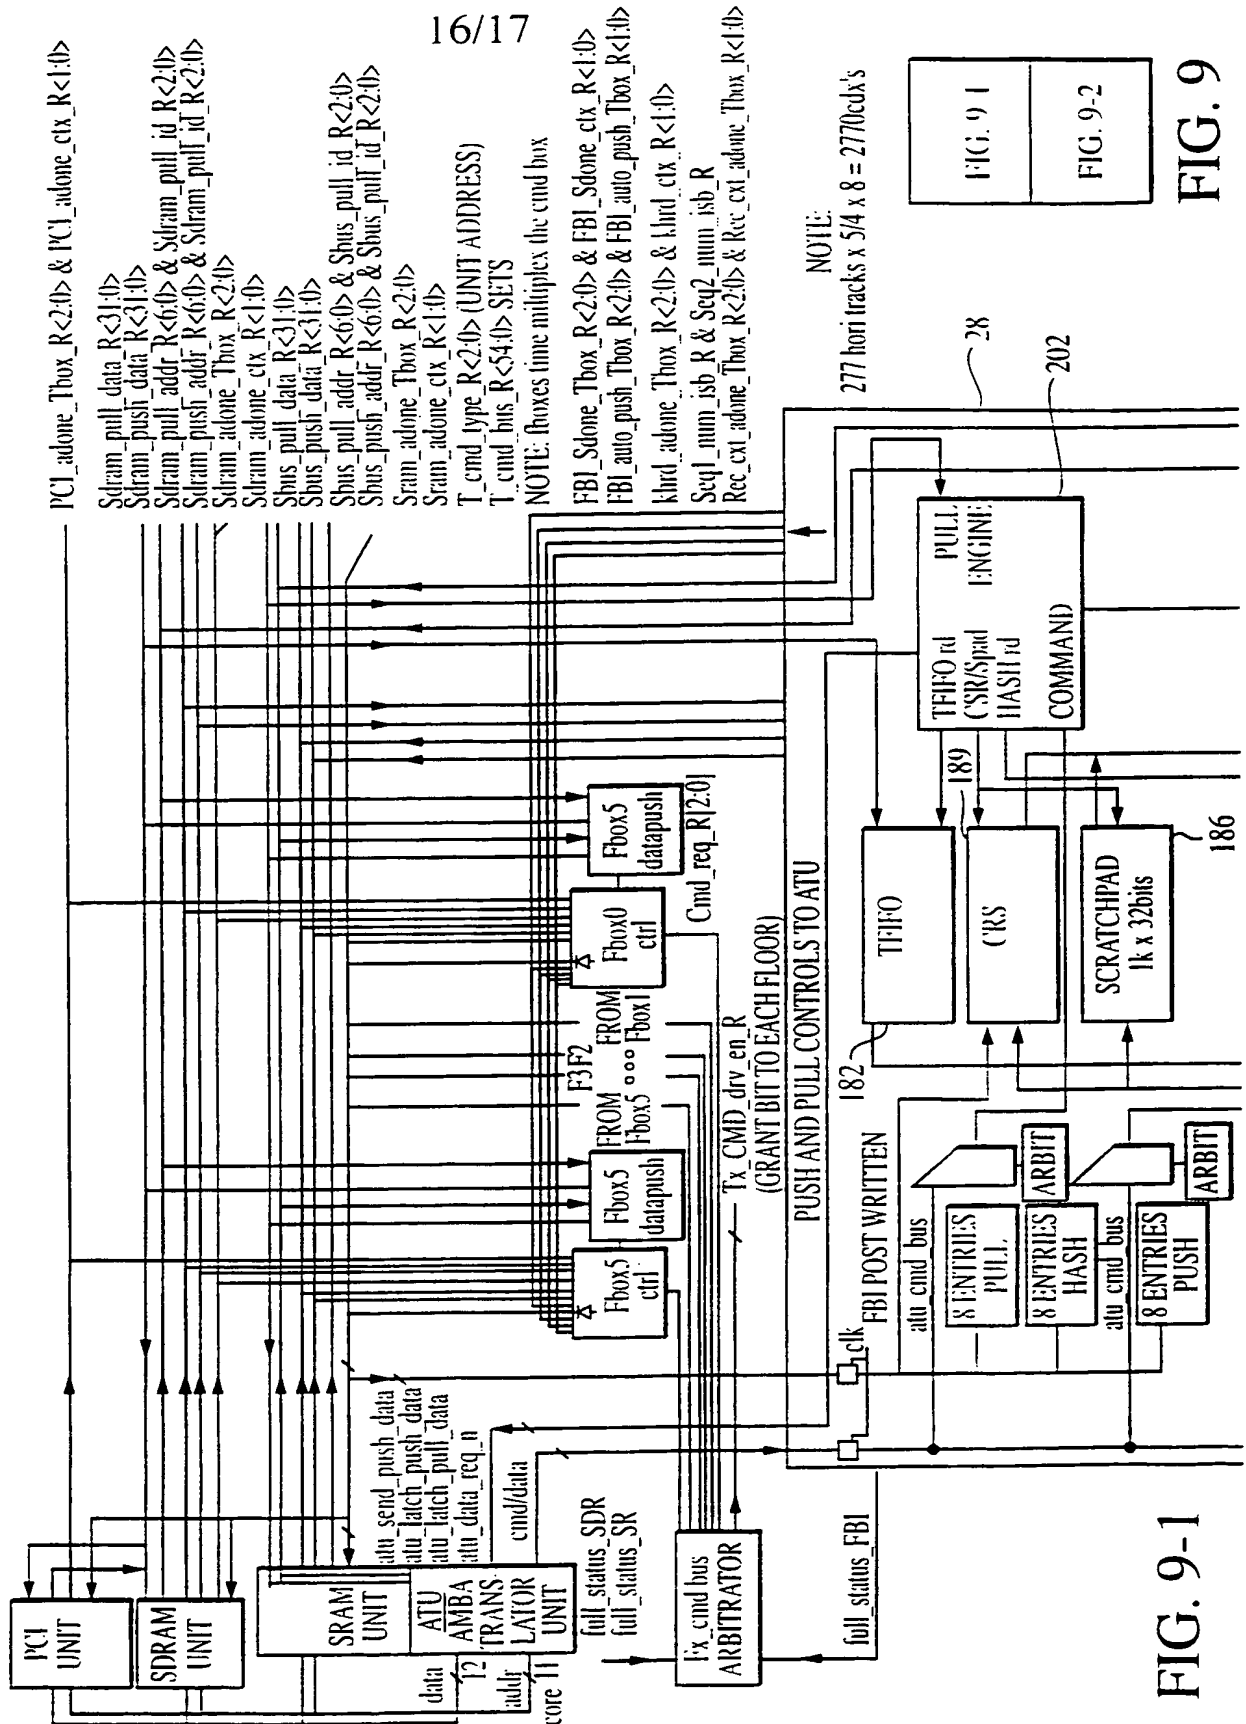 16/17
PCI_adone_Tbox_R<2:0> & PCI_adone_ctx_R<1:0>
Sdram_pull_data_R<31:0>
Sdram_push_data_R<31:0>
Sdram_pull_addr_R<6:0> & Sdram_pull_id_R<2:0>
Sdram_push_addr_R<6:0> & Sdram_pull_id_R<2:0>
Sdram_adone_Tbox_R<2:0>
Sdram_adone_ctx_R<1:0>
Sbus_pull_data_R<31:0>
Sbus_push_data_R<31:0>
Sbus_pull_addr_R<6:0> & Sbus_pull_id_R<2:0>
Sbus_push_addr_R<6:0> & Sbus_pull_id_R<2:0>
Sram_adone_Tbox_R<2:0>
Sram_adone_ctx_R<1:0>
T_cmd_type_R<2:0> (UNIT ADDRESS)
T_cmd_bus_R<54:0> SETS
NOTE: fboxes time miltiplex the cmd box
FBI_Sdone_Tbox_R<2:0> & FBI_Sdone_ctx_R<1:0>
FBI_auto_push_Tbox_R<2:0> & FBI_auto_push_Tbox_R<1:0>
khrd_adone_Tbox_R<2:0> & khrd_ctx_R<1:0>
Seq1_num_isb_R & Seq2_num_isb_R
Rec_cxt_adone_Tbox_R<2:0> & Rec_cxt_adone_Tbox_R<1:0>
NOTE:
277 hori tracks x 5/4 x 8 = 2770cdx's
PCI
UNIT
SDRAM
UNIT
SRAM
UNIT
ATU
AMBA
TRANS-
LATOR
UNIT
data
12
addr
core 11
atu_send_push_data
atu_latch_push_data
atu_latch_pull_data
atu_data_req_n
cmd/data
full_status_SDR
full_status_SR
Fx_cmd bus
ARBITRATOR
full_status_FBI
Fbox5
ctrl
Fbox5
datapush
FROM
Fbox5
F3 F2
FROM
Fbox1
Fbox0
ctrl
Fbox5
datapush
Cmd_req_R[2:0]
Tx_CMD_drv_en_R
(GRANT BIT TO EACH FLOOR)
PUSH AND PULL CONTROLS TO ATU
clk
FBI POST WRITTEN
atu_cmd_bus
8 ENTRIES
PULL
8 ENTRIES
HASH
ARBIT
atu_cmd_bus
8 ENTRIES
PUSH
ARBIT
182
TFIFO
189
CRS
SCRATCHPAD
1k x 32bits
186
TFIFO rd
CSR/Spad
HASH rd
PULL
ENGINE
COMMAND
28
202
FIG. 9-1
FIG. 9-2
FIG. 9
FIG. 9-1